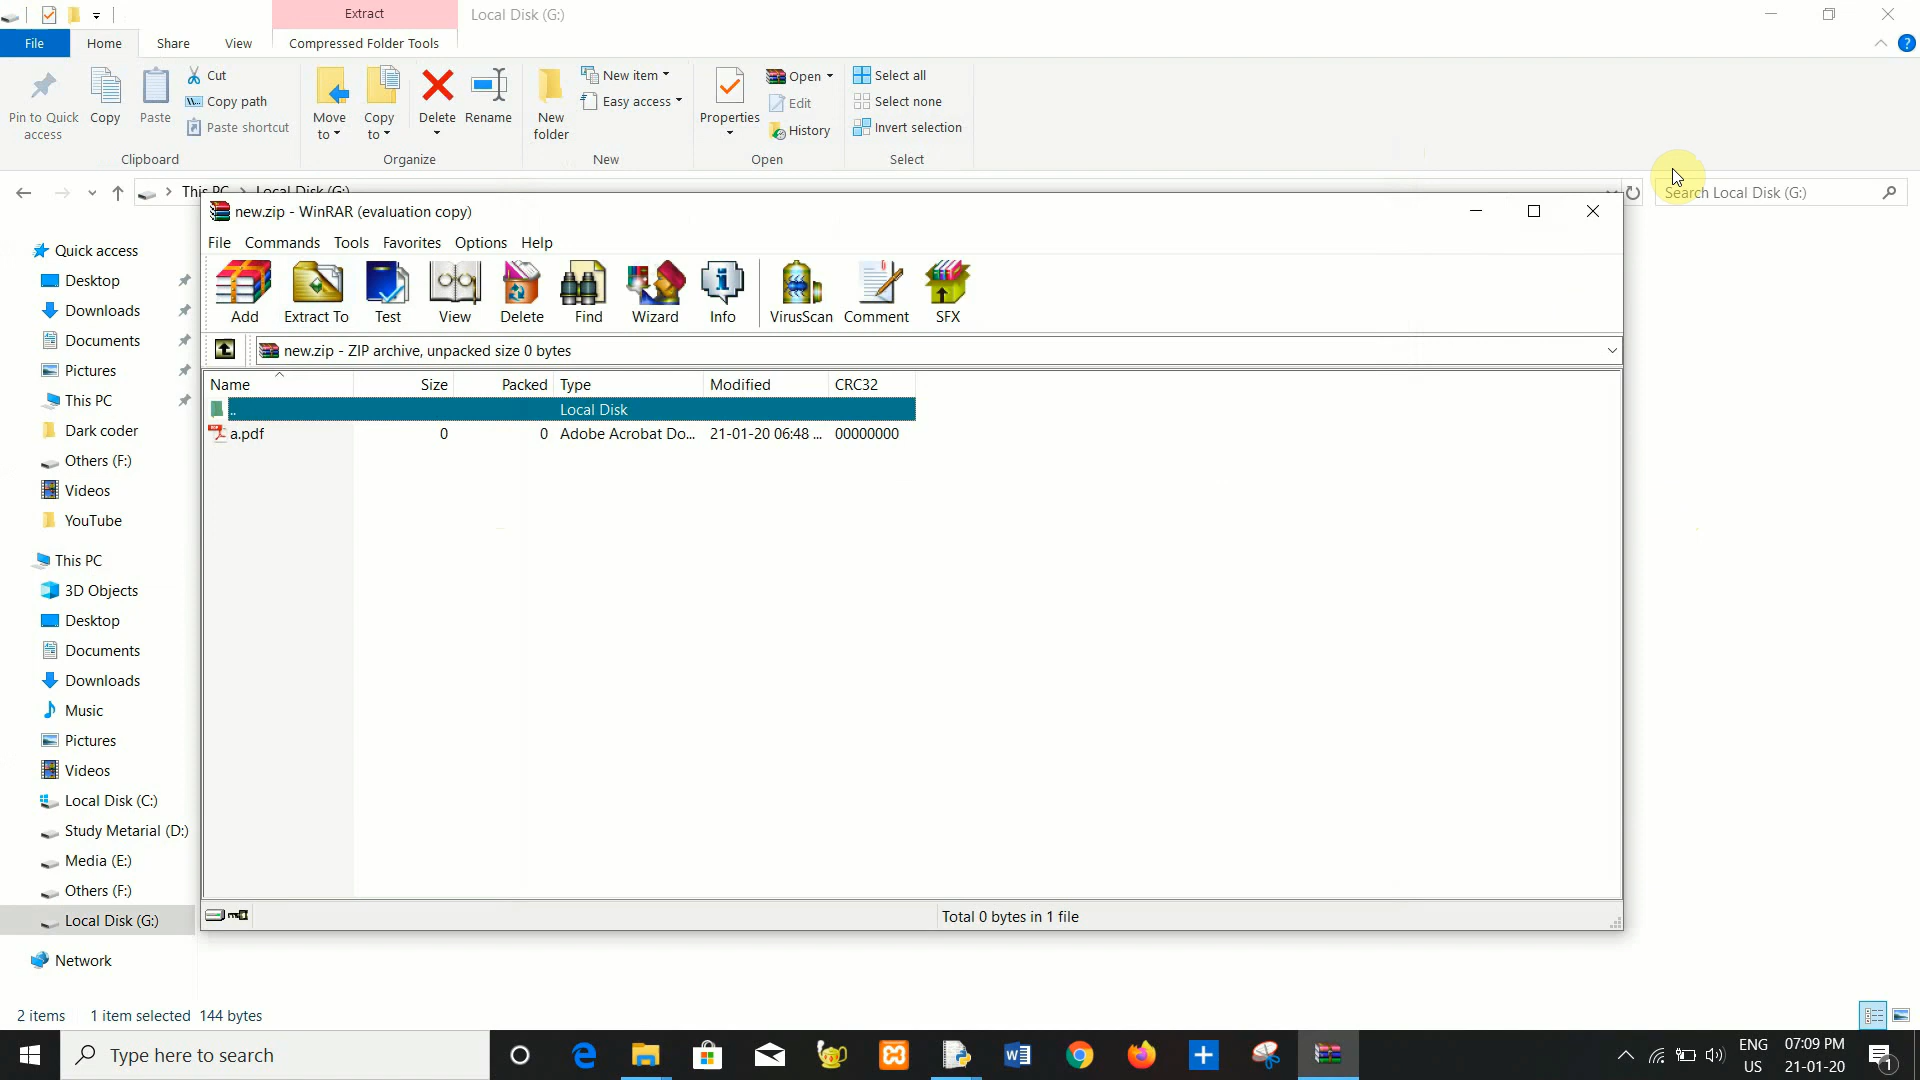 Extract
Local Disk (G:)
File
Home
Share
View
Compressed Folder Tools
Pin to Quick access
Copy
Paste
Cut
Copy path
Paste shortcut
Clipboard
Move to
Copy to
Delete
Rename
Organize
New folder
New item
Easy access
New
Properties
Open
Edit
History
Open
Select all
Select none
Invert selection
Select
This PC
Local Disk (G:)
Search Local Disk (G:)
new.zip - WinRAR (evaluation copy)
File Commands Tools Favorites Options Help
Add Extract To Test View Delete Find Wizard Info VirusScan Comment SFX
new.zip - ZIP archive, unpacked size 0 bytes
Name Size Packed Type Modified CRC32
.. Local Disk
a.pdf 0 0 Adobe Acrobat Do... 21-01-20 06:48 ... 00000000
Total 0 bytes in 1 file
Quick access
Desktop
Downloads
Documents
Pictures
This PC
Dark coder
Others (F:)
Videos
YouTube
This PC
3D Objects
Desktop
Documents
Downloads
Music
Pictures
Videos
Local Disk (C:)
Study Metarial (D:)
Media (E:)
Others (F:)
Local Disk (G:)
Network
2 items 1 item selected 144 bytes
Type here to search
ENG
US
07:09 PM
21-01-20
1